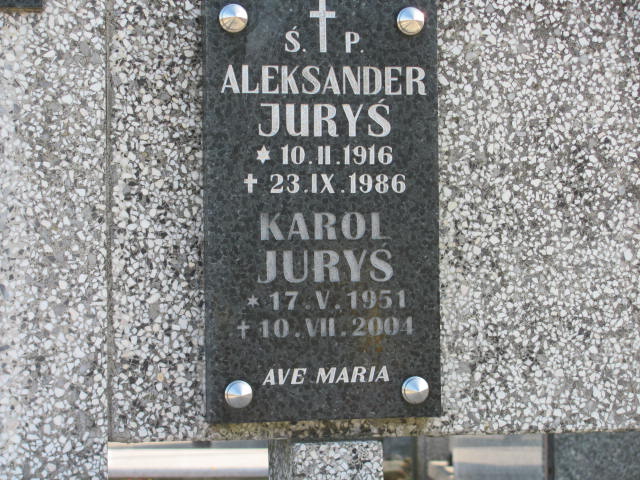 Ś. P.
ALEKSANDER
JURYŚ
* 10.II.1916
✝ 23.IX.1986
KAROL
JURYŚ
* 17.V.1951
✝ 10.VII.2004
AVE MARIA